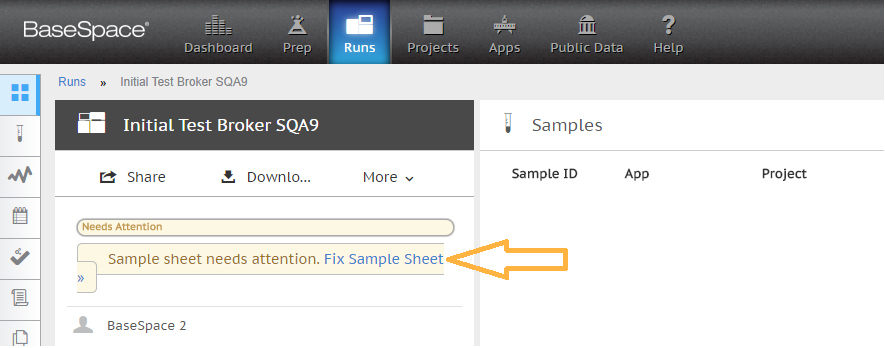 BaseSpace®
Dashboard
Prep
Runs
Projects
Apps
Public Data
Help
Runs » Initial Test Broker SQA9
Initial Test Broker SQA9
Share
Downlo...
More
Needs Attention
Sample sheet needs attention. Fix Sample Sheet
»
BaseSpace 2
Samples
Sample ID
App
Project